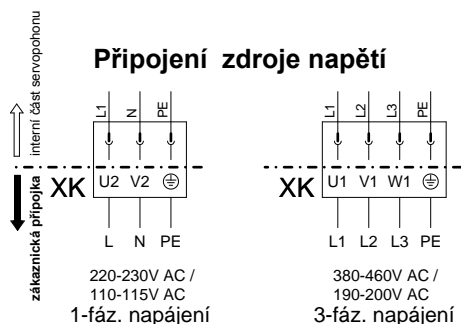 Připojení zdroje napětí
interní část servopohonu
zákaznická přípojka
L1 N PE
XK U2 V2
L N PE
220-230V AC /
110-115V AC
1-fáz. napájení
L1 L2 L3 PE
XK U1 V1 W1
L1 L2 L3 PE
380-460V AC /
190-200V AC
3-fáz. napájení